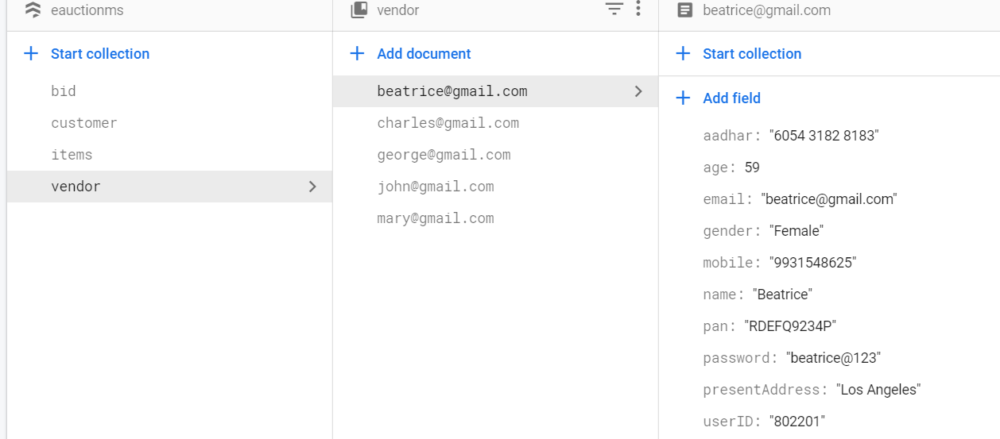 eauctionms
Start collection
bid
customer
items
vendor
vendor
Add document
beatrice@gmail.com
charles@gmail.com
george@gmail.com
john@gmail.com
mary@gmail.com
beatrice@gmail.com
Start collection
Add field
aadhar: "6054 3182 8183"
age: 59
email: "beatrice@gmail.com"
gender: "Female"
mobile: "9931548625"
name: "Beatrice"
pan: "RDEFQ9234P"
password: "beatrice@123"
presentAddress: "Los Angeles"
userID: "802201"